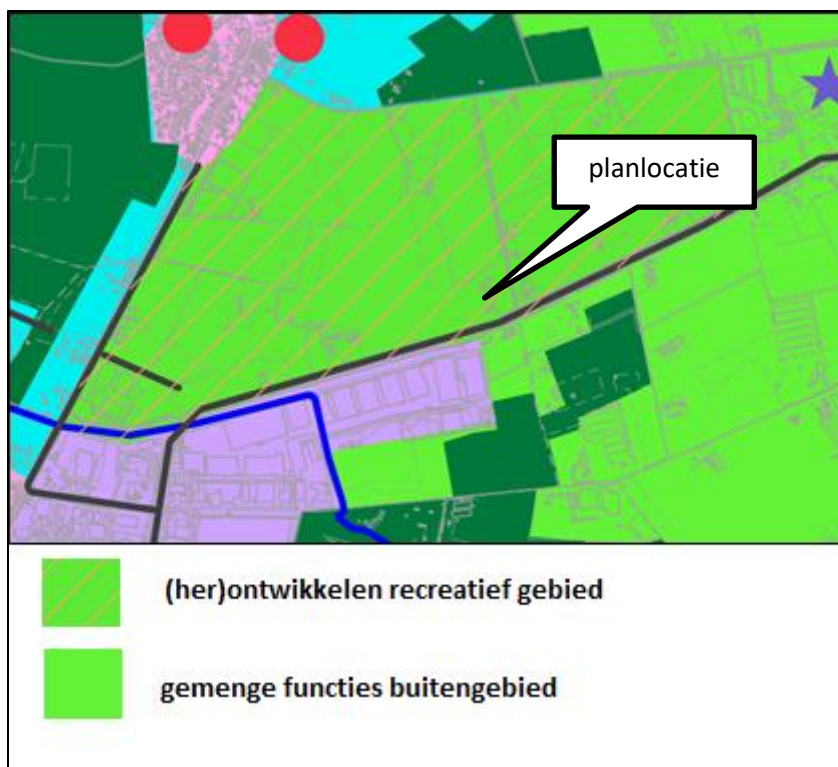 planlocatie
(her)ontwikkelen recreatief gebied
gemenge functies buitengebied